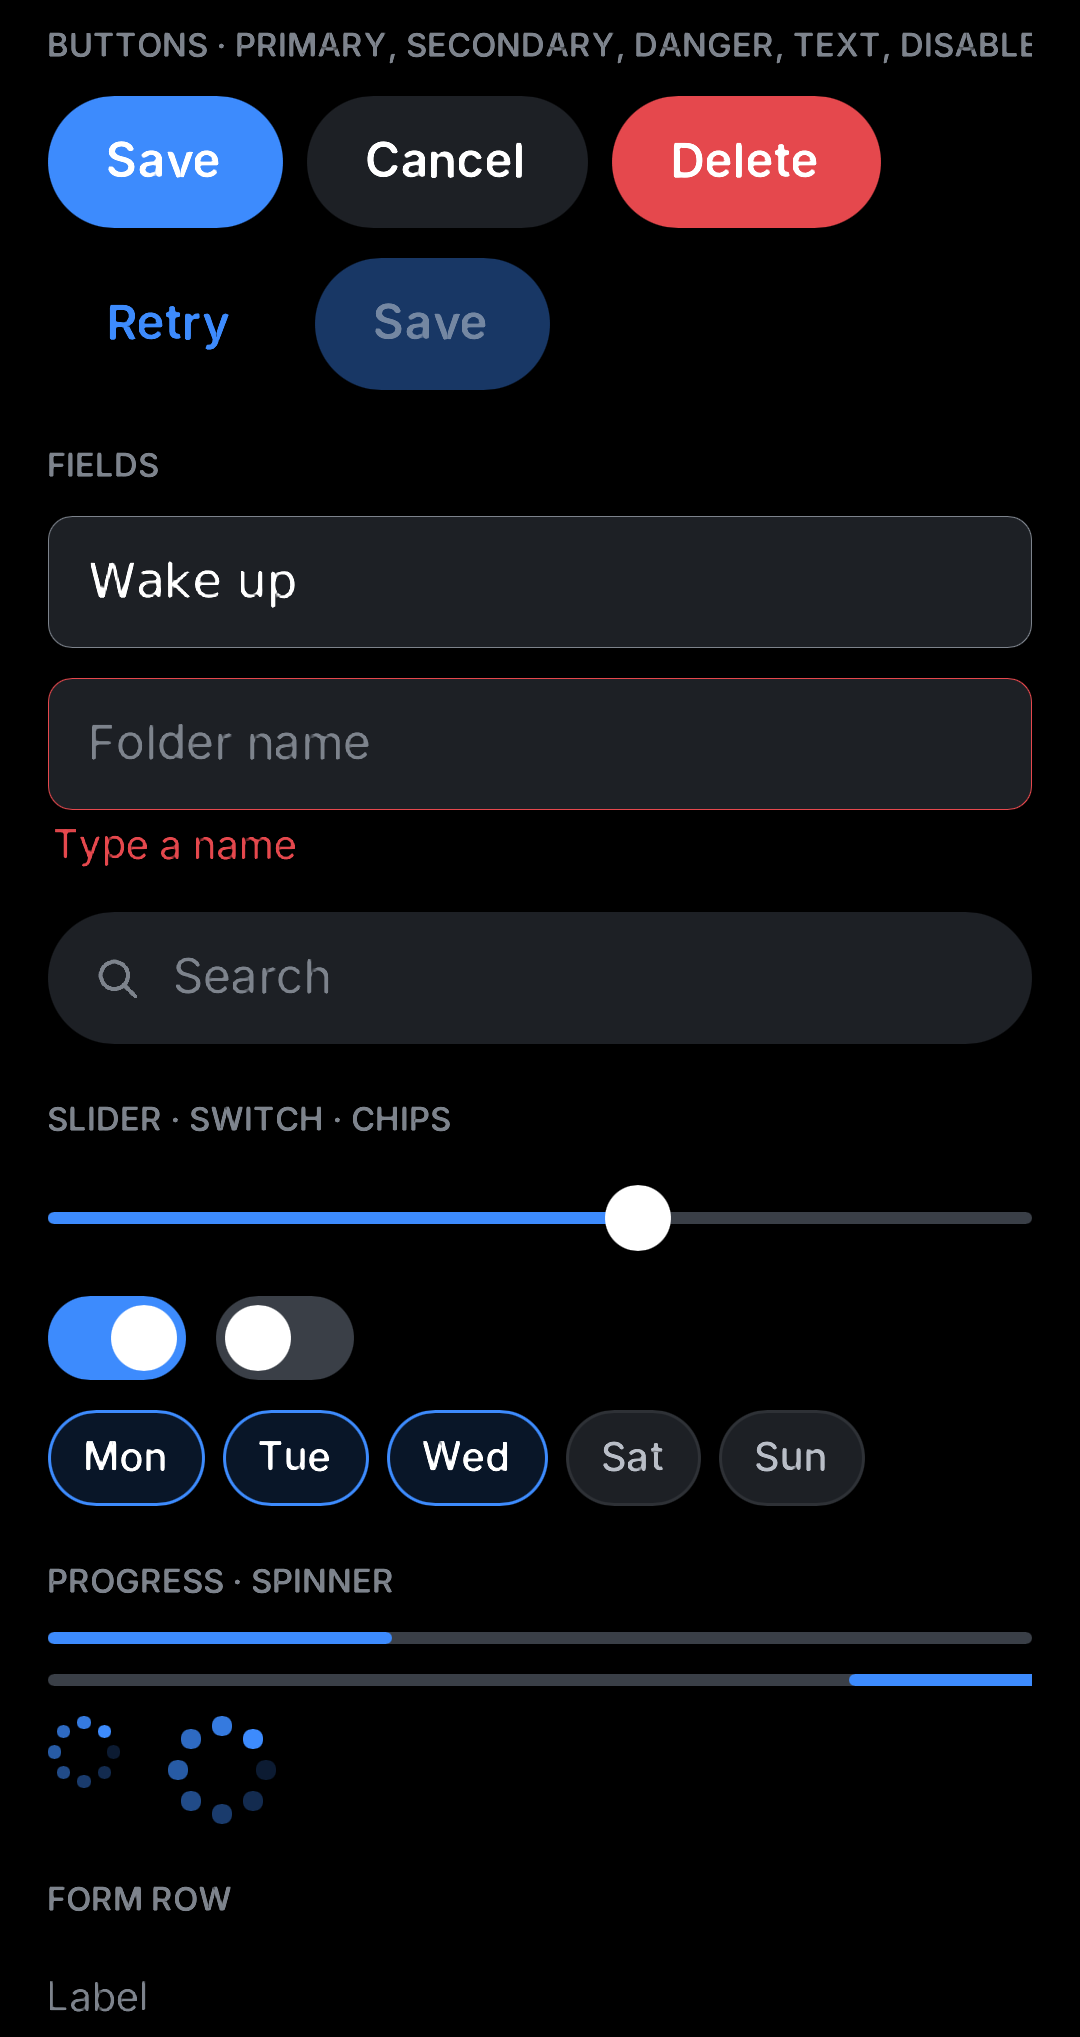 BUTTONS · PRIMARY, SECONDARY, DANGER, TEXT, DISABLE
Save Cancel Delete
Retry Save
FIELDS
Wake up
Folder name
Type a name
Search
SLIDER · SWITCH · CHIPS
Mon Tue Wed Sat Sun
PROGRESS · SPINNER
FORM ROW
Label